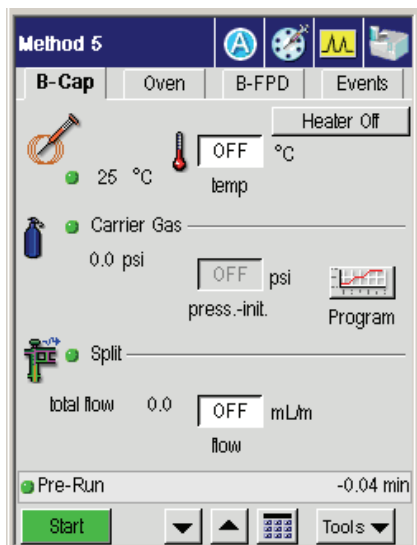 Method 5
A
B-Cap Oven B-FPD Events
Heater Off
25 °C OFF °C
temp
Carrier Gas
0.0 psi
OFF psi
press.-init. Program
Split
total flow 0.0 OFF mL/m
flow
Pre-Run -0.04 min
Start Tools